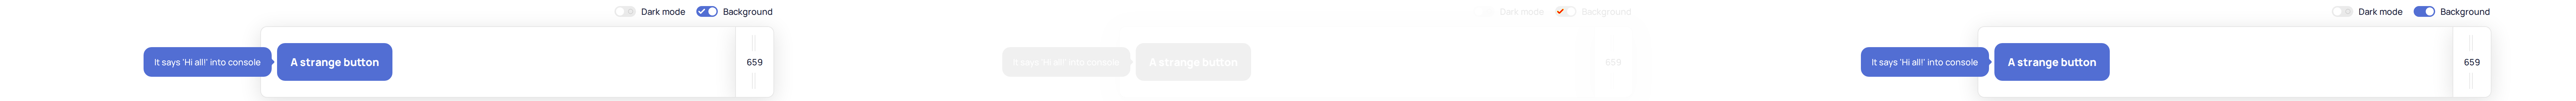 Dark mode Background
It says 'Hi all!' into console A strange button 659
Dark mode Background
It says 'Hi all!' into console A strange button 659
Dark mode Background
It says 'Hi all!' into console A strange button 659